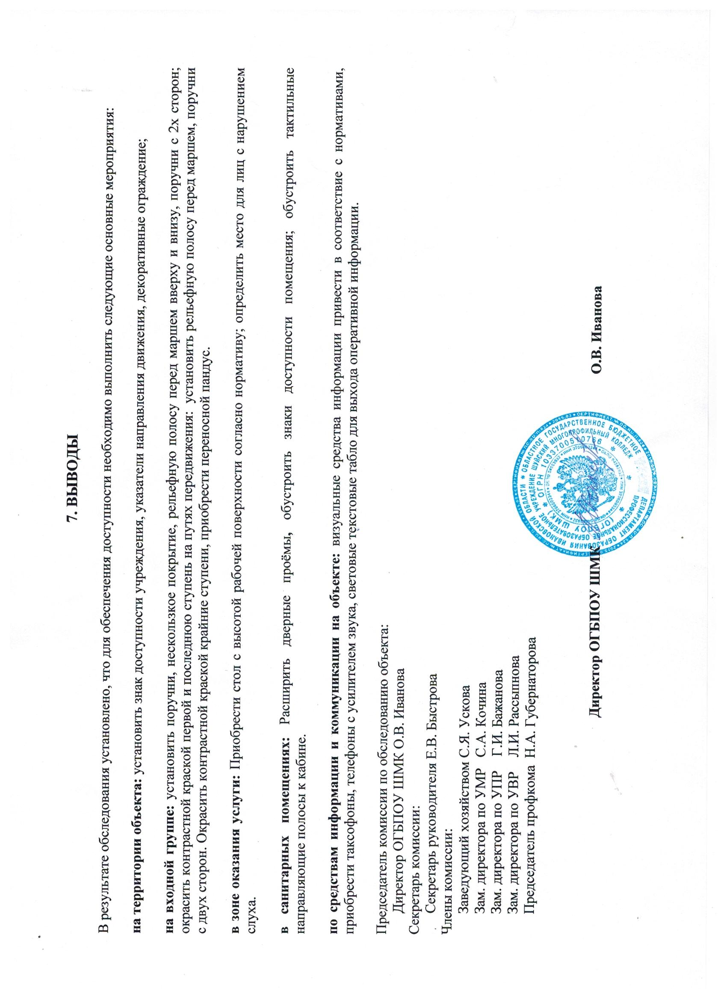 7. ВЫВОДЫ
В результате обследования установлено, что для обеспечения доступности необходимо выполнить следующие основные мероприятия:
на территории объекта: установить знак доступности учреждения, указатели направления движения, декоративные ограждение;
на входной группе: установить поручни, нескользкое покрытие, рельефную полосу перед маршем вверху и внизу, поручни с 2х сторон;
окрасить контрастной краской первой и последнюю ступень на путях передвижения: установить рельефную полосу перед маршем, поручни
с двух сторон. Окрасить контрастной краской крайние ступени, приобрести переносной пандус.
в зоне оказания услуги: Приобрести стол с высотой рабочей поверхности согласно нормативу; определить место для лиц с нарушением
слуха.
в санитарных помещениях: Расширить дверные проёмы, обустроить знаки доступности помещения; обустроить тактильные
направляющие полосы к кабине.
по средствам информации и коммуникации на объекте: визуальные средства информации привести в соответствие с нормативами,
приобрести таксофоны, телефоны с усилителем звука, световые текстовые табло для выхода оперативной информации.
Председатель комиссии по обследованию объекта:
Директор ОГБПОУ ШМК О.В. Иванова
Секретарь комиссии:
Секретарь руководителя Е.В. Быстрова
Члены комиссии:
Заведующий хозяйством С.Я. Ускова
Зам. директора по УМР С.А. Кочина
Зам. директора по УПР Г.И. Бажанова
Зам. директора по УВР Л.И. Рассыпнова
Председатель профкома Н.А. Губернаторова
Директор ОГБПОУ ШМК О.В. Иванова
ДЕПАРТАМЕНТ ОБРАЗОВАНИЯ ИВАНОВСКОЙ ОБЛАСТИ * ОБЛАСТНОЕ ГОСУДАРСТВЕННОЕ БЮДЖЕТНОЕ
ПРОФЕССИОНАЛЬНОЕ ОБРАЗОВАТЕЛЬНОЕ УЧРЕЖДЕНИЕ ШУЙСКИЙ МНОГОПРОФИЛЬНЫЙ КОЛЛЕДЖ
(ОГБПОУ ШМК) * ОГРН 1033700510766 *